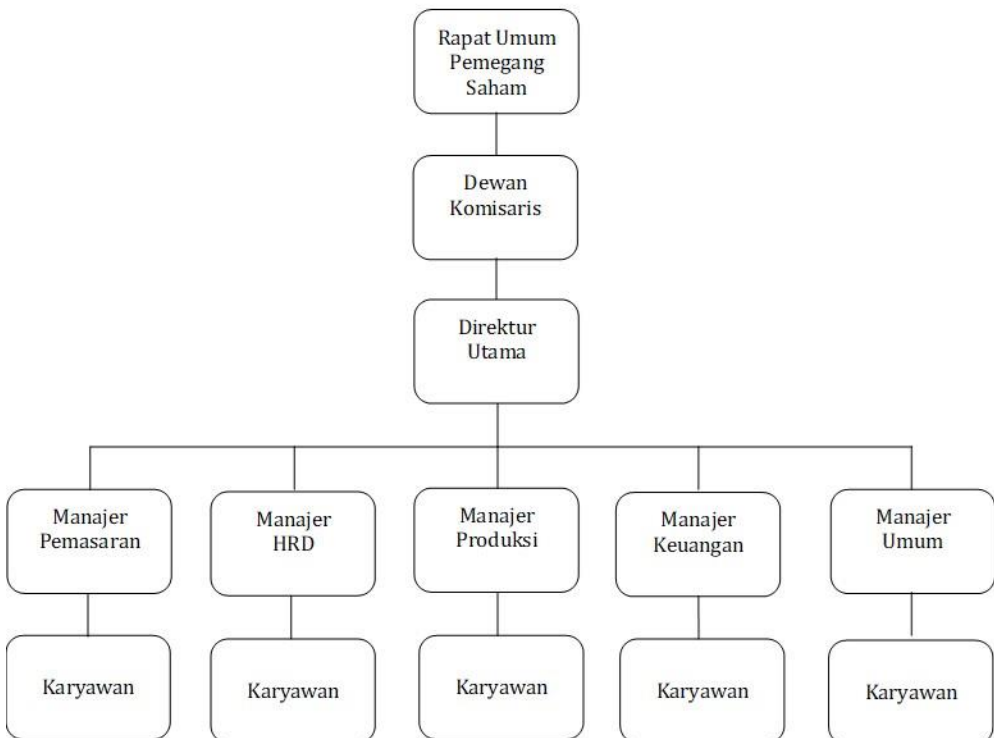 Rapat Umum
Pemegang
Saham
Dewan
Komisaris
Direktur
Utama
Manajer
Pemasaran
Manajer
HRD
Manajer
Produksi
Manajer
Keuangan
Manajer
Umum
Karyawan
Karyawan
Karyawan
Karyawan
Karyawan